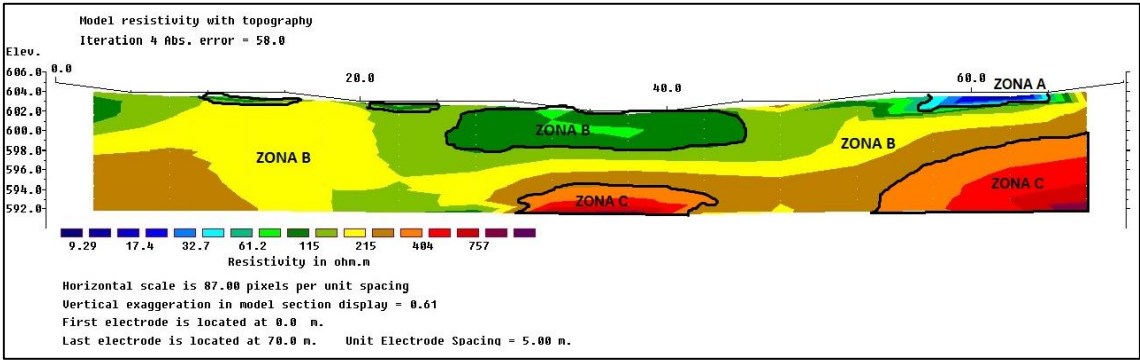 Model resistivity with topography
Iteration 4 Abs. error = 58.0
Elev.
0.0 20.0 40.0 60.0
ZONA A
606.0
604.0
602.0
600.0
598.0
596.0
594.0
592.0
ZONA B
ZONA B
ZONA B
ZONA C
ZONA C
9.29 17.4 32.7 61.2 115 215 404 757
Resistivity in ohm.m
Horizontal scale is 87.00 pixels per unit spacing
Vertical exaggeration in model section display = 0.61
First electrode is located at 0.0 m.
Last electrode is located at 70.0 m. Unit Electrode Spacing = 5.00 m.